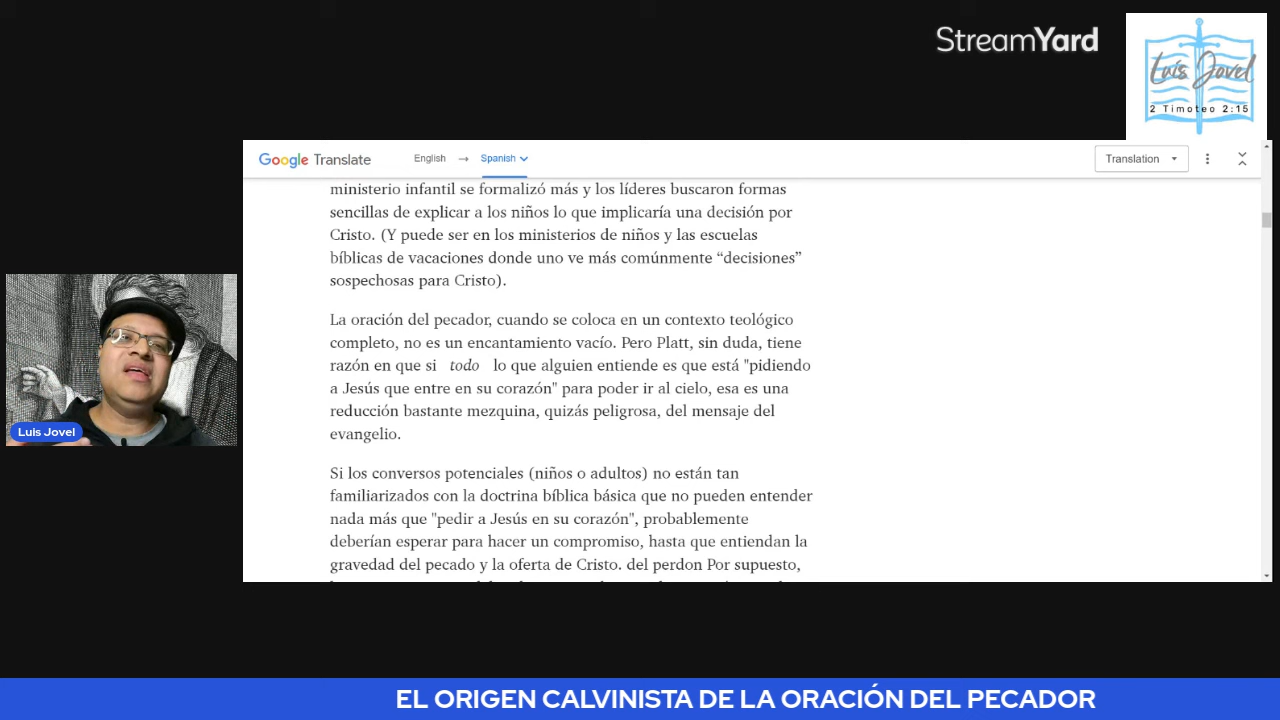 StreamYard
Luis Jovel
2 Timoteo 2:15
Google Translate
English → Spanish
Translation
ministerio infantil se formalizó más y los líderes buscaron formas
sencillas de explicar a los niños lo que implicaría una decisión por
Cristo. (Y puede ser en los ministerios de niños y las escuelas
bíblicas de vacaciones donde uno ve más comúnmente “decisiones”
sospechosas para Cristo).
La oración del pecador, cuando se coloca en un contexto teológico
completo, no es un encantamiento vacío. Pero Platt, sin duda, tiene
razón en que si todo lo que alguien entiende es que está "pidiendo
a Jesús que entre en su corazón" para poder ir al cielo, esa es una
reducción bastante mezquina, quizás peligrosa, del mensaje del
evangelio.
Si los conversos potenciales (niños o adultos) no están tan
familiarizados con la doctrina bíblica básica que no pueden entender
nada más que "pedir a Jesús en su corazón", probablemente
deberían esperar para hacer un compromiso, hasta que entiendan la
gravedad del pecado y la oferta de Cristo. del perdon Por supuesto,
Luis Jovel
EL ORIGEN CALVINISTA DE LA ORACIÓN DEL PECADOR